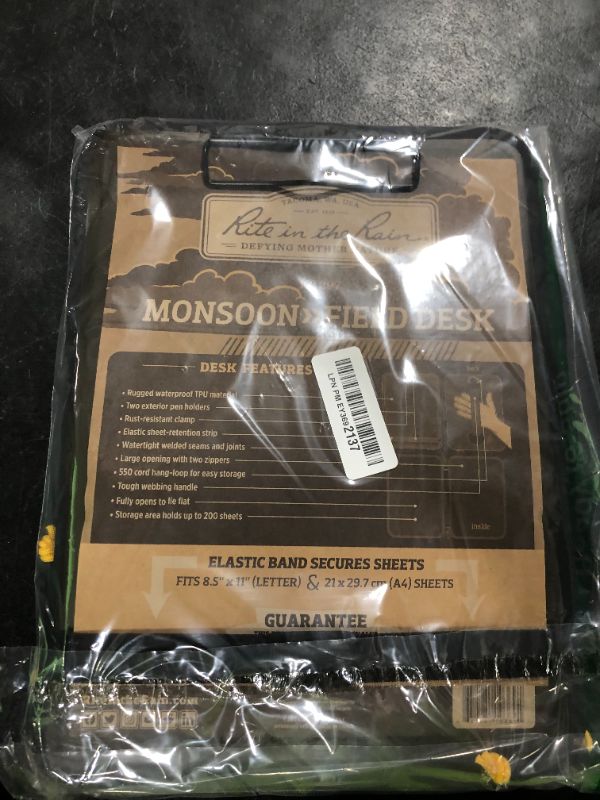 TACOMA, WA, USA
Rite in the Rain
DEFYING MOTHER
MONSOON FIELD DESK
DESK FEATURES
• Rugged waterproof TPU material
• Two exterior pen holders
• Rust-resistant clamp
• Elastic sheet-retention strip
• Watertight welded seams and joints
• Large opening with two zippers
• 550 cord hang-loop for easy storage
• Tough webbing handle
• Fully opens to lie flat
• Storage area holds up to 200 sheets
LPN PM EY369 2137
Inside
ELASTIC BAND SECURES SHEETS
FITS 8.5" x 11" (LETTER) & 21 x 29.7 cm (A4) SHEETS
GUARANTEE